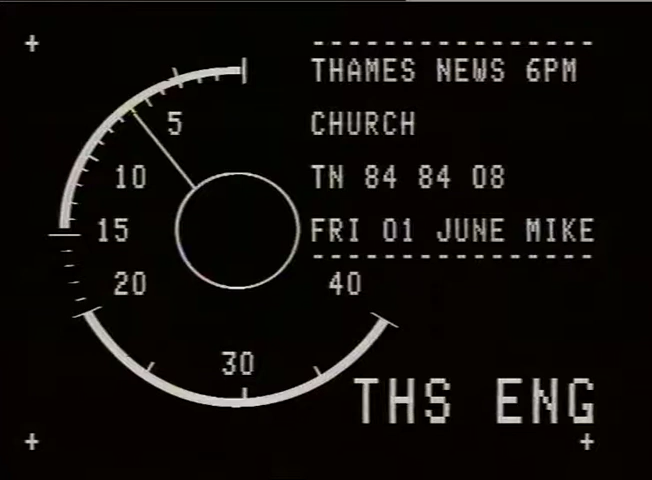 THAMES NEWS 6PM
5
CHURCH
10
TN 84 84 08
15
FRI 01 JUNE MIKE
20
40
30
THS ENG